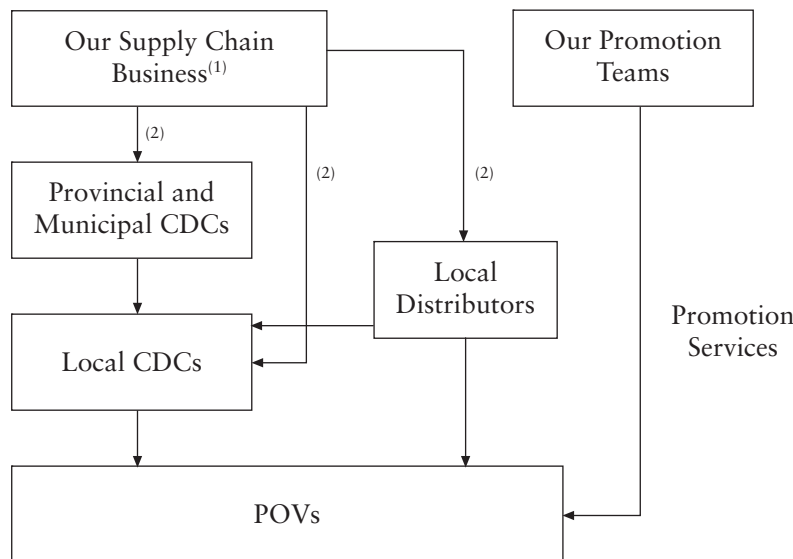 Our Supply Chain
Business(1)
Our Promotion
Teams
(2)
(2)
(2)
Provincial and
Municipal CDCs
Local
Distributors
Promotion
Services
Local CDCs
POVs